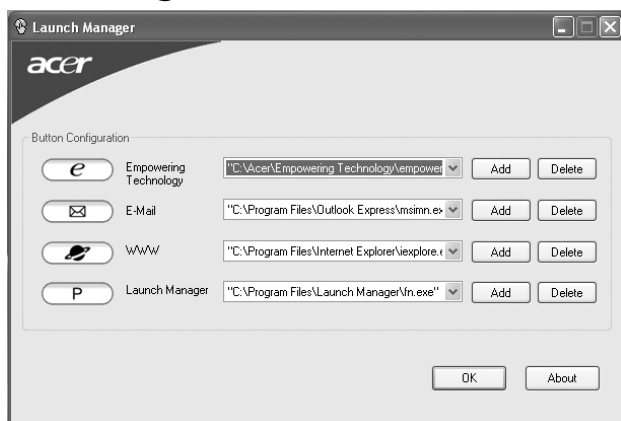 Launch Manager
acer
Button Configuration
e Empowering Technology "C:\Acer\Empowering Technology\empower Add Delete
E-Mail "C:\Program Files\Outlook Express\msimn.ex Add Delete
WWW "C:\Program Files\Internet Explorer\iexplore.e Add Delete
P Launch Manager "C:\Program Files\Launch Manager\fn.exe" Add Delete
OK About